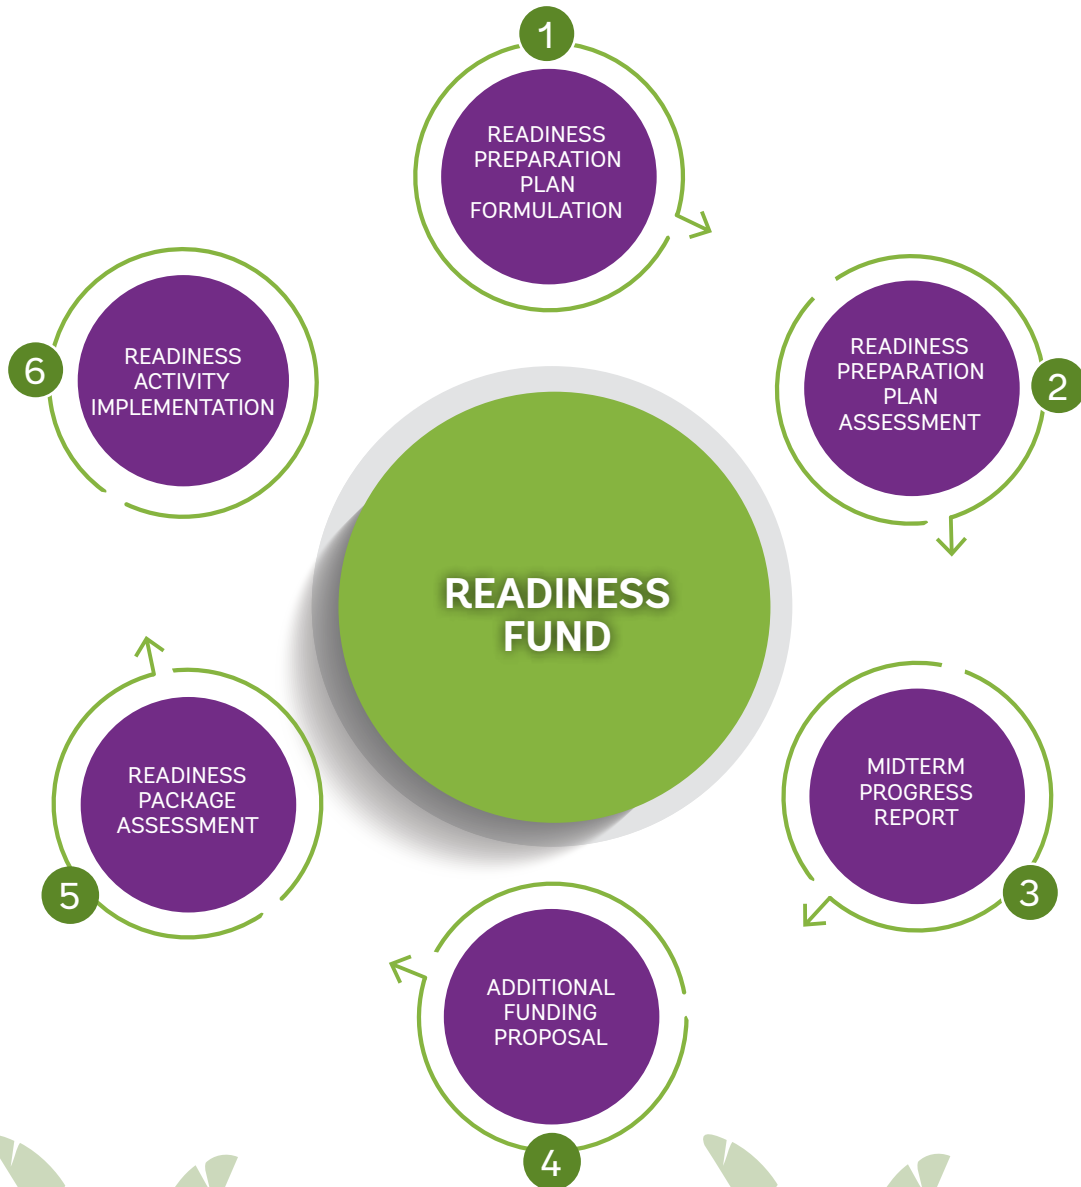 1
READINESS
PREPARATION
PLAN
FORMULATION
2
READINESS
PREPARATION
PLAN
ASSESSMENT
3
MIDTERM
PROGRESS
REPORT
4
ADDITIONAL
FUNDING
PROPOSAL
5
READINESS
PACKAGE
ASSESSMENT
6
READINESS
ACTIVITY
IMPLEMENTATION
READINESS
FUND